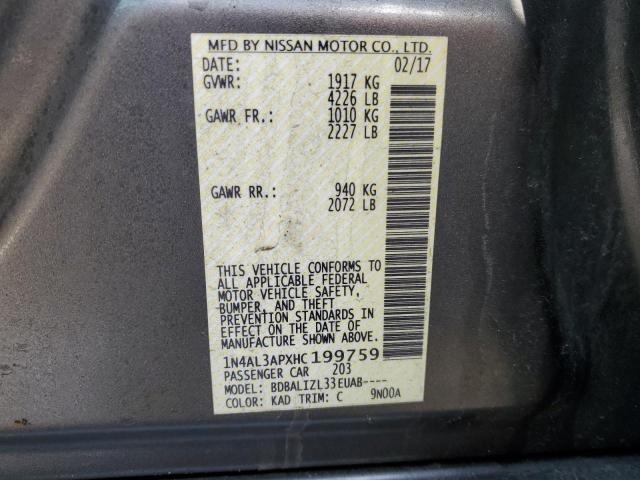 MFD BY NISSAN MOTOR CO., LTD.
DATE: 02/17
GVWR: 1917 KG
4226 LB
GAWR FR.: 1010 KG
2227 LB
GAWR RR.: 940 KG
2072 LB
THIS VEHICLE CONFORMS TO
ALL APPLICABLE FEDERAL
MOTOR VEHICLE SAFETY,
BUMPER, AND THEFT
PREVENTION STANDARDS IN
EFFECT ON THE DATE OF
MANUFACTURE SHOWN ABOVE.
1N4AL3APXHC199759
PASSENGER CAR 203
MODEL: BDBALIZL33EUAB----
COLOR: KAD TRIM: C 9N00A